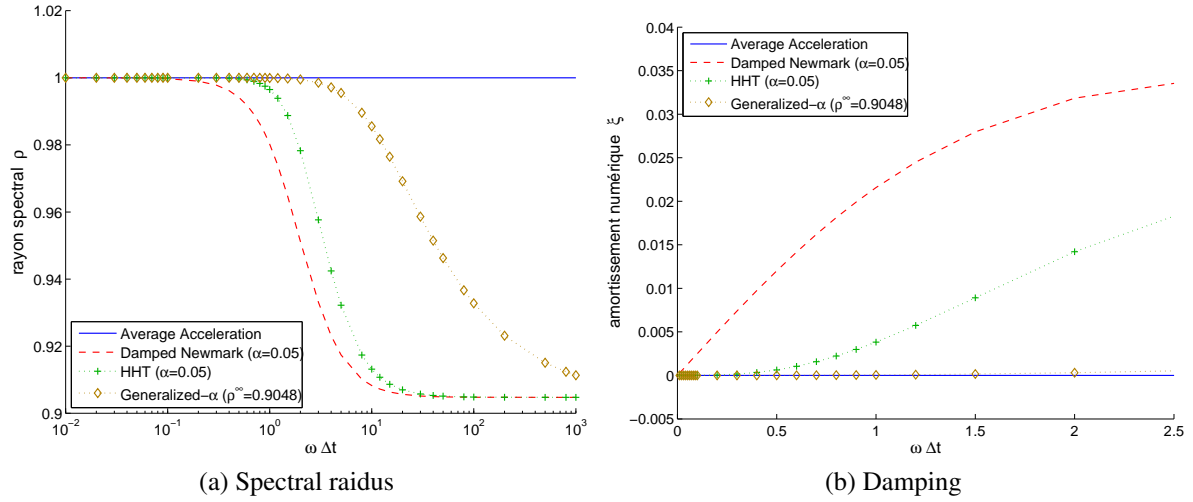 1.02
1
0.98
0.96
0.94
0.92
0.9
rayon spectral ρ
Average Acceleration
Damped Newmark (α=0.05)
HHT (α=0.05)
Generalized-α (ρ^∞=0.9048)
10^-2
10^-1
10^0
10^1
10^2
10^3
ω Δt
(a) Spectral raidus
0.04
0.035
0.03
0.025
0.02
0.015
0.01
0.005
0
-0.005
amortissement numérique ξ
Average Acceleration
Damped Newmark (α=0.05)
HHT (α=0.05)
Generalized-α (ρ^∞=0.9048)
0
0.5
1
1.5
2
2.5
ω Δt
(b) Damping